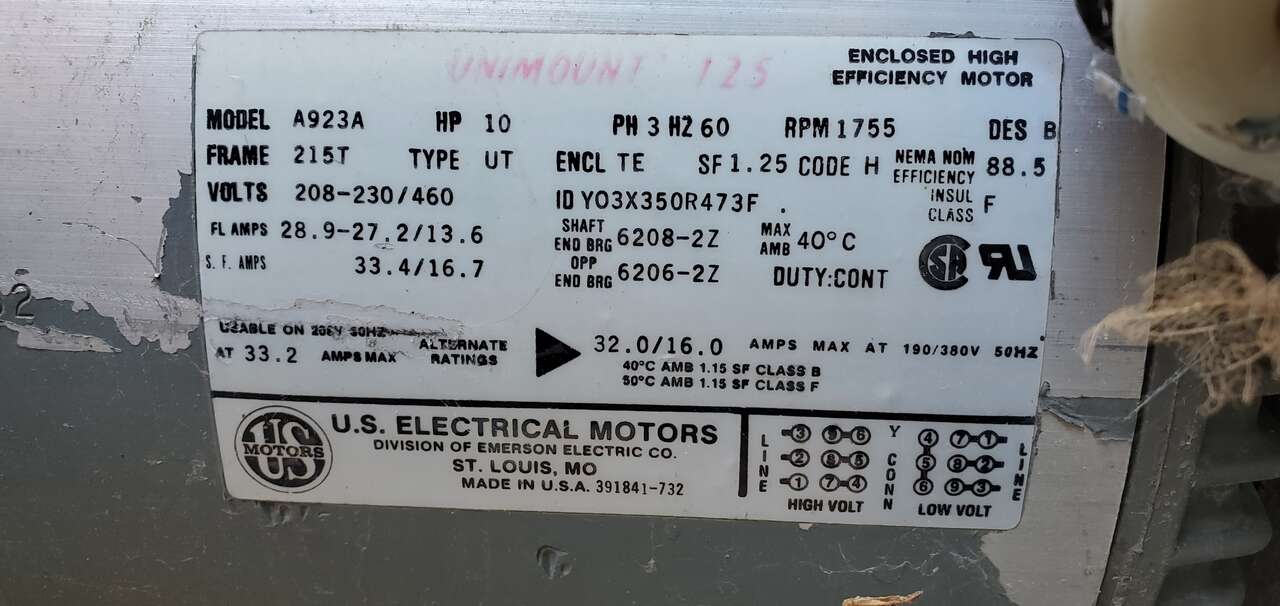 UNIMOUNT 125
ENCLOSED HIGH
EFFICIENCY MOTOR
MODEL A923A HP 10 PH 3 HZ 60 RPM 1755 DES B
FRAME 215T TYPE UT ENCL TE SF 1.25 CODE H NEMA NOM EFFICIENCY 88.5
VOLTS 208-230/460 ID YO3X350R473F . INSUL CLASS F
FL AMPS 28.9-27.2/13.6 SHAFT END BRG 6208-2Z MAX AMB 40°C
S. F. AMPS 33.4/16.7 OPP END BRG 6206-2Z DUTY:CONT
SA
UR
USABLE ON 208V 60HZ
AT 33.2 AMPS MAX
ALTERNATE
RATINGS
32.0/16.0 AMPS MAX AT 190/380V 50HZ
40°C AMB 1.15 SF CLASS B
50°C AMB 1.15 SF CLASS F
US
MOTORS
U.S. ELECTRICAL MOTORS
DIVISION OF EMERSON ELECTRIC CO.
ST. LOUIS, MO
MADE IN U.S.A. 391841-732
LINE
3 9 6
2 8 5
1 7 4
HIGH VOLT
Y CONN
4 7 1
5 8 2
6 9 3
LOW VOLT
LINE